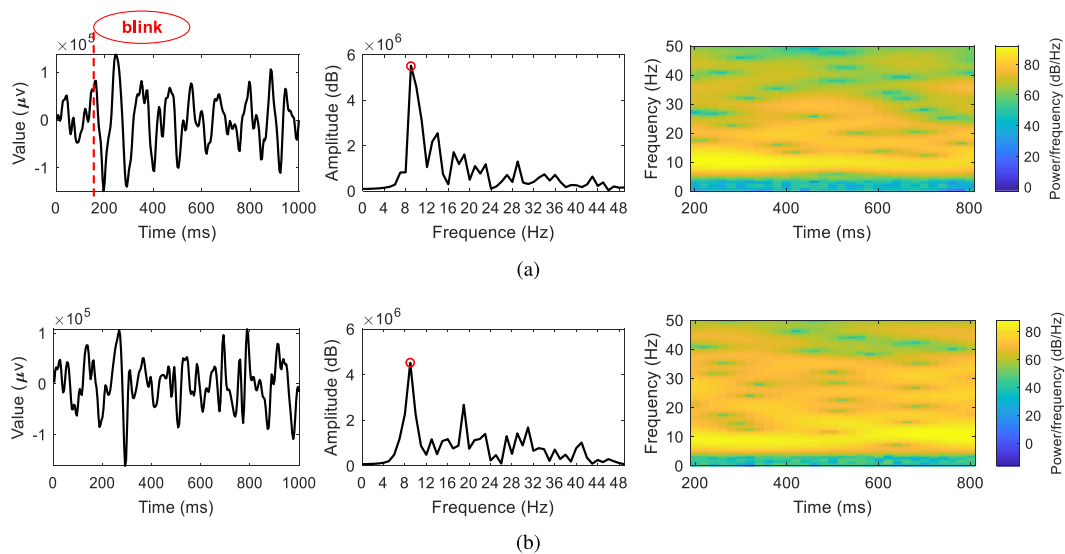 blink
×10⁵
Value (μv)
1
0
-1
0 200 400 600 800 1000
Time (ms)
×10⁶
Amplitude (dB)
6
4
2
0
0 4 8 12 16 20 24 28 32 36 40 44 48
Frequence (Hz)
Frequency (Hz)
50
40
30
20
10
0
200 400 600 800
Time (ms)
80
60
40
20
0
Power/frequency (dB/Hz)
(a)
×10⁵
Value (μv)
1
0
-1
0 200 400 600 800 1000
Time (ms)
×10⁶
Amplitude (dB)
6
4
2
0
0 4 8 12 16 20 24 28 32 36 40 44 48
Frequence (Hz)
Frequency (Hz)
50
40
30
20
10
0
200 400 600 800
Time (ms)
80
60
40
20
0
Power/frequency (dB/Hz)
(b)